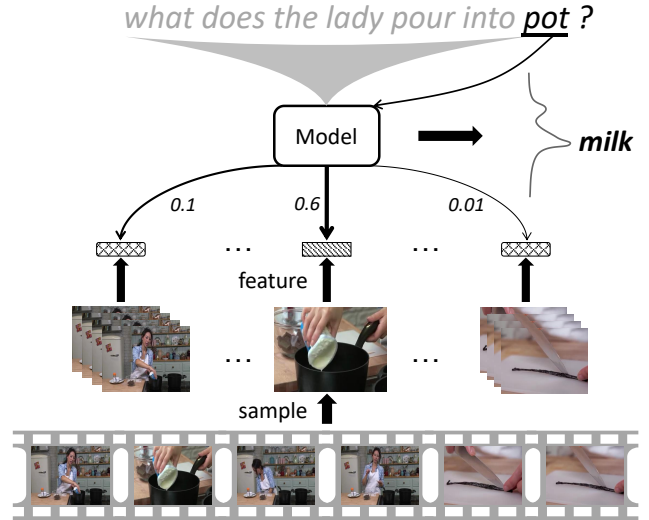 what does the lady pour into pot ?
Model
milk
0.1
0.6
0.01
... ...
feature
... ...
sample